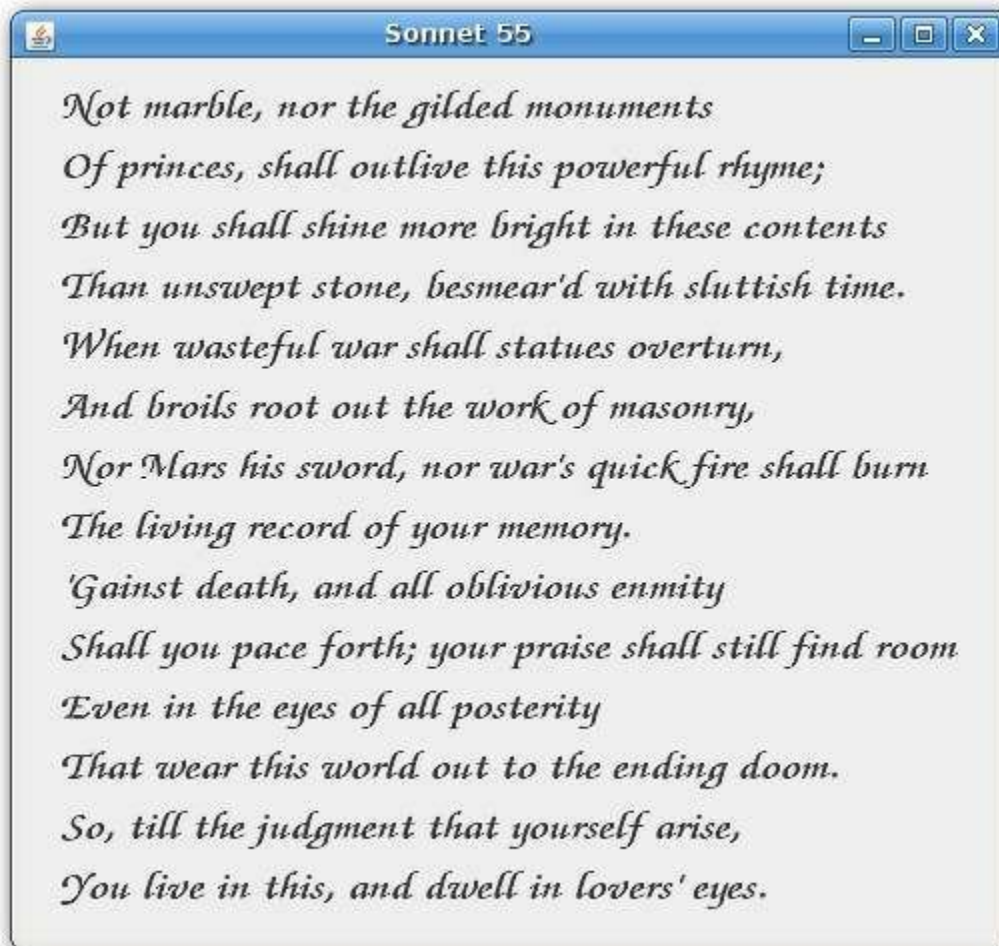 Sonnet 55
Not marble, nor the gilded monuments
Of princes, shall outlive this powerful rhyme;
But you shall shine more bright in these contents
Than unswept stone, besmear'd with sluttish time.
When wasteful war shall statues overturn,
And broils root out the work of masonry,
Nor Mars his sword, nor war's quick fire shall burn
The living record of your memory.
'Gainst death, and all oblivious enmity
Shall you pace forth; your praise shall still find room
Even in the eyes of all posterity
That wear this world out to the ending doom.
So, till the judgment that yourself arise,
You live in this, and dwell in lovers' eyes.